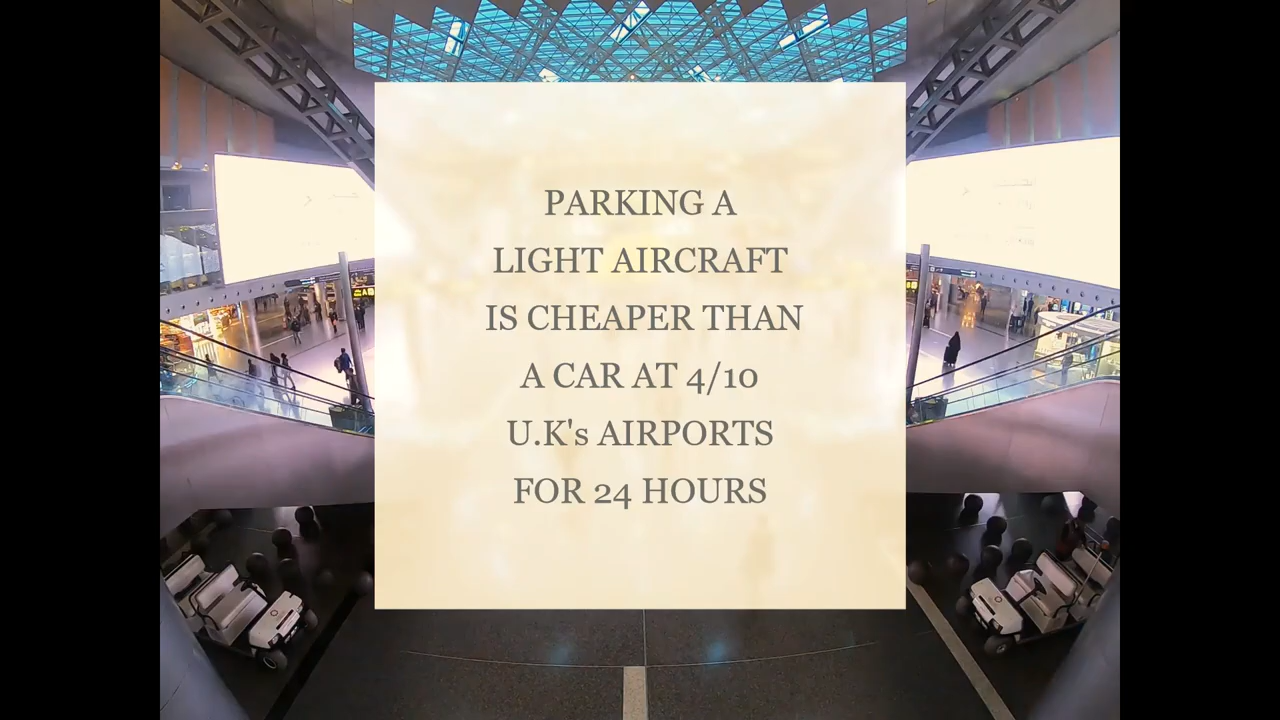 PARKING A
LIGHT AIRCRAFT
IS CHEAPER THAN
A CAR AT 4/10
U.K's AIRPORTS
FOR 24 HOURS